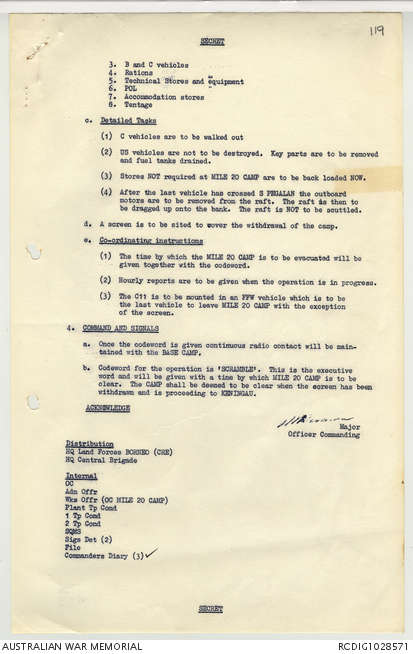 119
SECRET
3. B and C vehicles
4. Rations
5. Technical Stores and equipment
6. POL
7. Accommodation stores
8. Tentage
c. Detailed Tasks
(1) C vehicles are to be walked out
(2) US vehicles are not to be destroyed. Key parts are to be removed
and fuel tanks drained.
(3) Stores NOT required at MILE 20 CAMP are to be back loaded NOW.
(4) After the last vehicle has crossed S PEGALAN the outboard
motors are to be removed from the raft. The raft is then to
be dragged up onto the bank. The raft is NOT to be scuttled.
d. A screen is to be sited to cover the withdrawal of the camp.
e. Co-ordinating instructions
(1) The time by which the MILE 20 CAMP is to be evacuated will be
given together with the codeword.
(2) Hourly reports are to be given when the operation is in progress.
(3) The C11 is to be mounted in an FFW vehicle which is to be
the last vehicle to leave MILE 20 CAMP with the exception
of the screen.
4. COMMAND AND SIGNALS
a. Once the codeword is given continuous radio contact will be main-
tained with the BASE CAMP.
b. Codeword for the operation is 'SCRAMBLE'. This is the executive
word and will be given with a time by which MILE 20 CAMP is to be
clear. The CAMP shall be deemed to be clear when the screen has been
withdrawn and is proceeding to KENINGAU.
ACKNOWLEDGE
Major
Officer Commanding
Distribution
HQ Land Forces BORNEO (CRE)
HQ Central Brigade
Internal
OC
Adm Offr
Wks Offr (OC MILE 20 CAMP)
Plant Tp Comd
1 Tp Comd
2 Tp Comd
SQMS
Sigs Det (2)
File
Commanders Diary (3) ✓
SECRET
AUSTRALIAN WAR MEMORIAL
RCDIG1028571